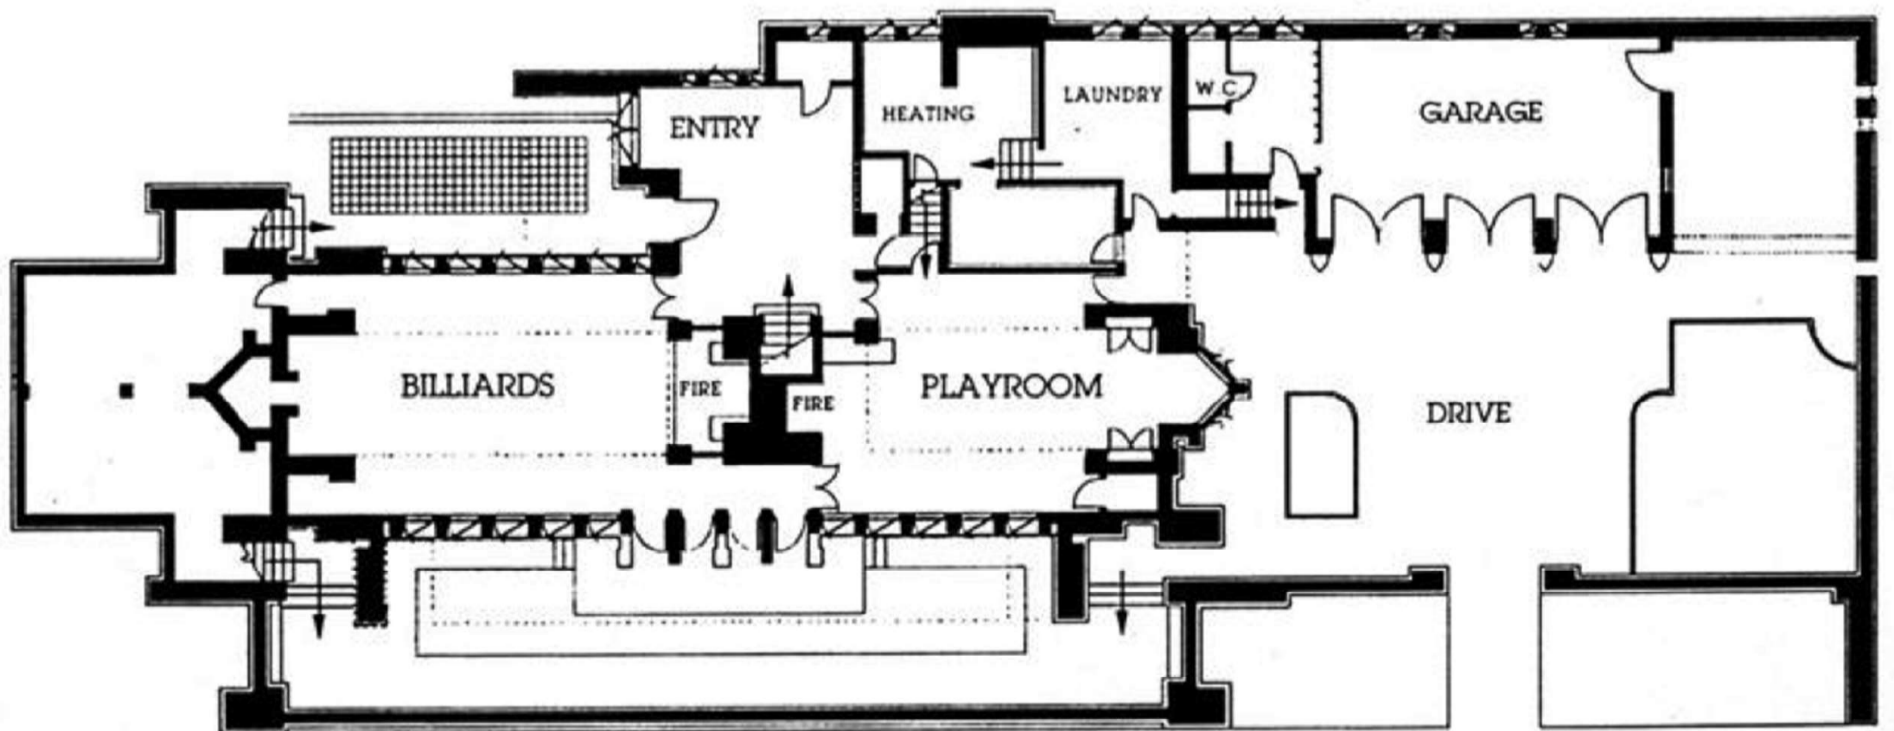 ENTRY
HEATING
LAUNDRY
W.C
GARAGE
BILLIARDS
FIRE
FIRE
PLAYROOM
DRIVE